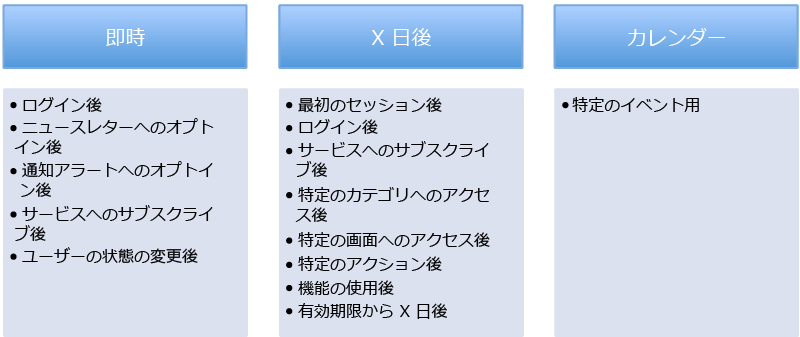 即時
• ログイン後
• ニュースレターへのオプト
イン後
• 通知アラートへのオプトイ
ン後
• サービスへのサブスクライ
ブ後
• ユーザーの状態の変更後
X 日後
• 最初のセッション後
• ログイン後
• サービスへのサブスクライ
ブ後
• 特定のカテゴリへのアクセ
ス後
• 特定の画面へのアクセス後
• 特定のアクション後
• 機能の使用後
• 有効期限から X 日後
カレンダー
• 特定のイベント用